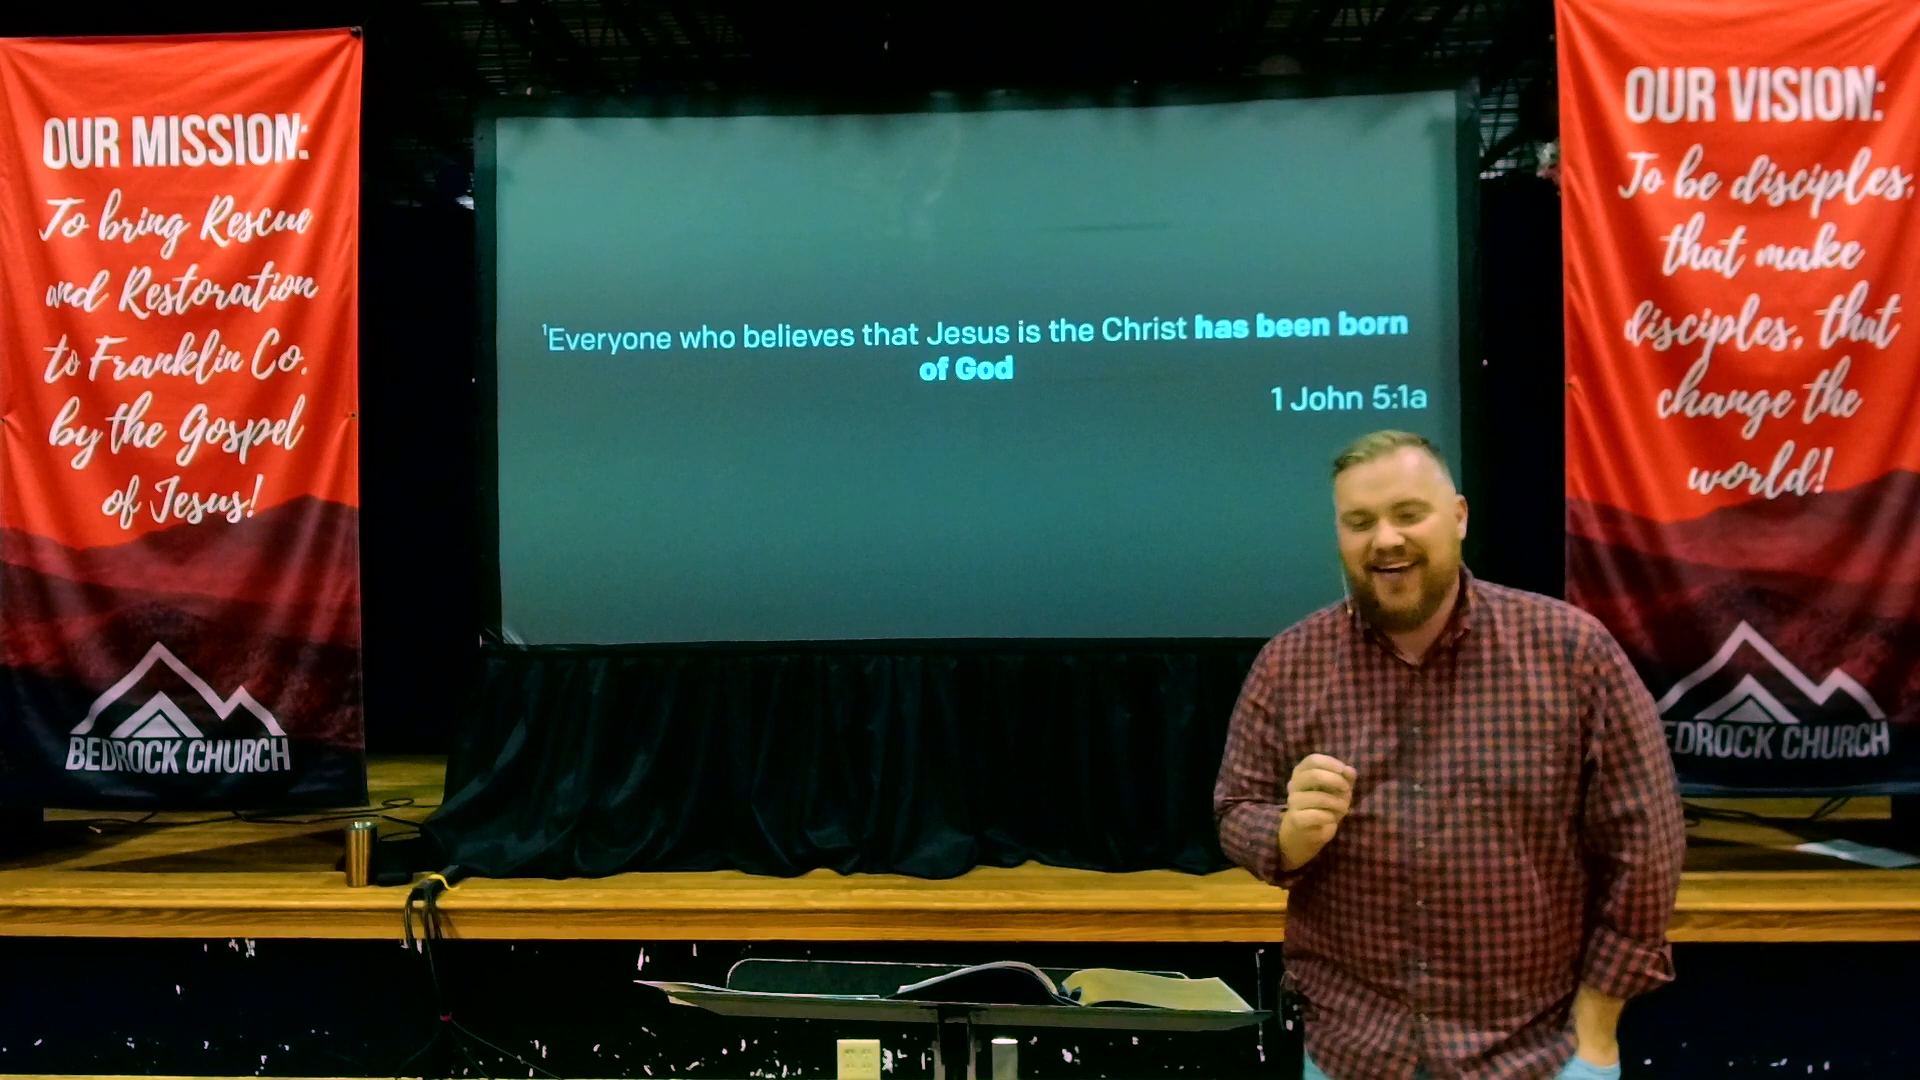 OUR MISSION:
To bring Rescue
and Restoration
to Franklin Co.
by the Gospel
of Jesus!
BEDROCK CHURCH
¹Everyone who believes that Jesus is the Christ has been born
of God
1 John 5:1a
OUR VISION:
To be disciples,
that make
disciples, that
change the
world!
EDROCK CHURCH